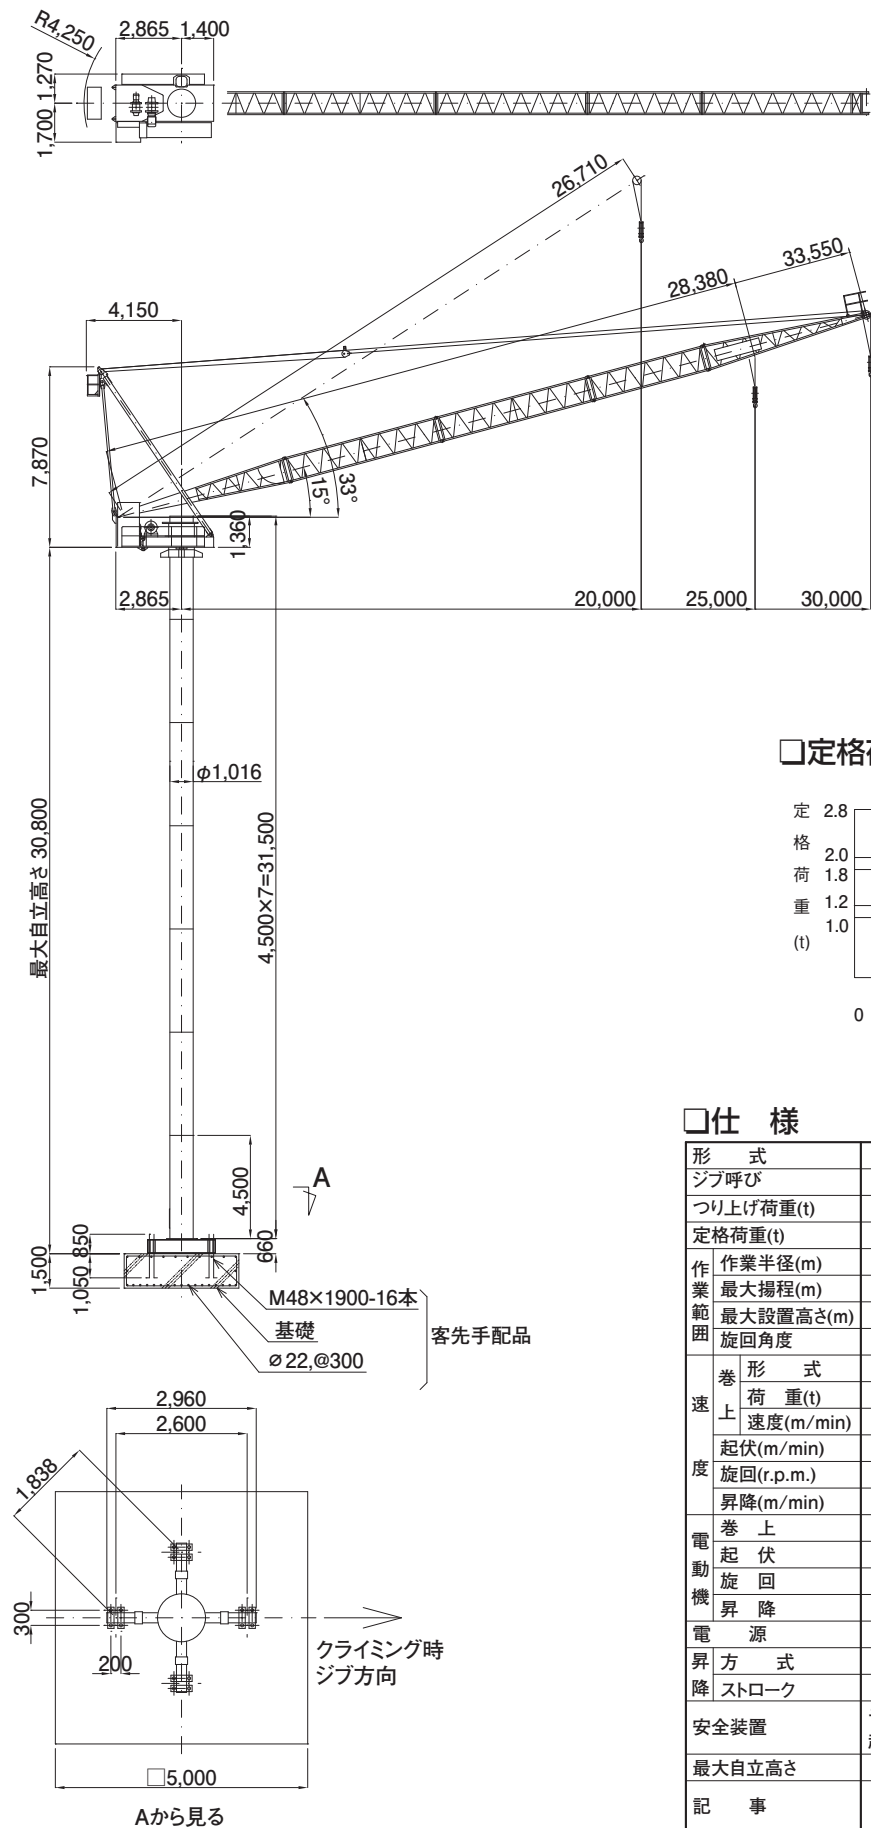 R4,250
2,865
1,400
1,270
1,700
26,710
33,550
28,380
4,150
7,870
15°
33°
1,360
2,865
20,000
25,000
30,000
φ1,016
最大自立高さ 30,800
4,500×7=31,500
□定格
定格荷重(t)
2.8
2.0
1.8
1.2
1.0
0
4,500
A
850
660
1,500
1,050
M48×1900-16本
基礎
φ22,@300
客先手配品
2,960
2,600
1,838
300
200
クライミング時
ジブ方向
□5,000
Aから見る
□仕 様
形 式
ジブ呼び
つり上げ荷重(t)
定格荷重(t)
作業範囲
作業半径(m)
最大揚程(m)
最大設置高さ(m)
旋回角度
速度
巻上
形 式
荷 重(t)
速度(m/min)
起伏(m/min)
旋回(r.p.m.)
昇降(m/min)
電動機
巻 上
起 伏
旋 回
昇 降
電 源
昇降
方 式
ストローク
安全装置
最大自立高さ
記 事